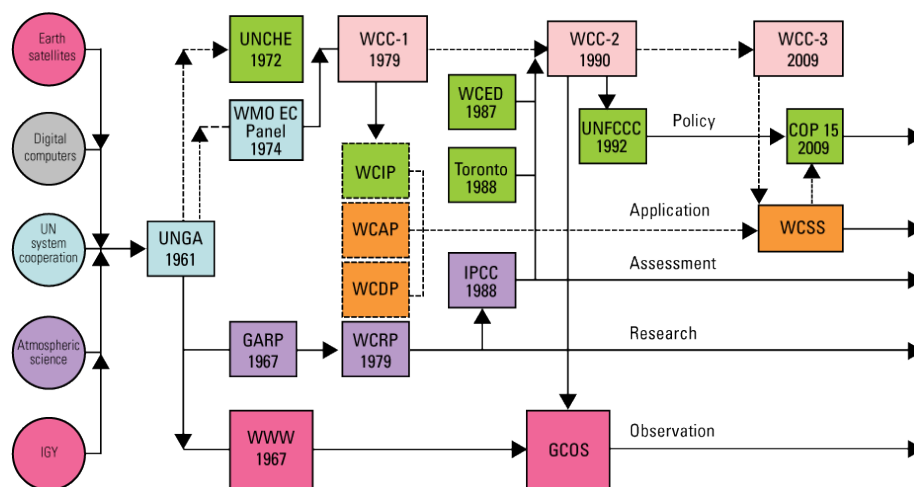 Earth
satellites
Digital
computers
UN
system
cooperation
Atmospheric
science
IGY
UNGA
1961
UNCHE
1972
WMO EC
Panel
1974
GARP
1967
WWW
1967
WCC-1
1979
WCIP
WCAP
WCDP
WCRP
1979
WCED
1987
Toronto
1988
IPCC
1988
WCC-2
1990
UNFCCC
1992
GCOS
Policy
Application
Assessment
Research
Observation
WCC-3
2009
COP 15
2009
WCSS